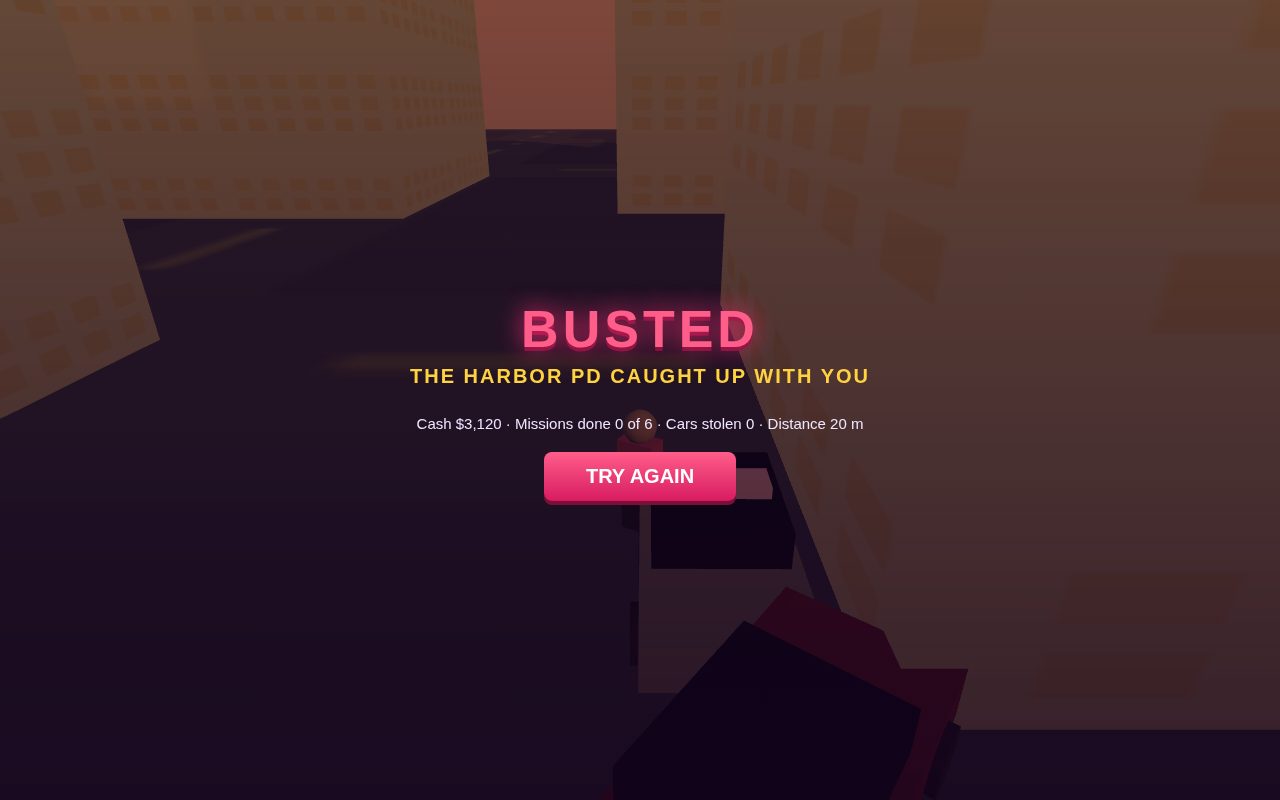 BUSTED
THE HARBOR PD CAUGHT UP WITH YOU
Cash $3,120 · Missions done 0 of 6 · Cars stolen 0 · Distance 20 m
TRY AGAIN